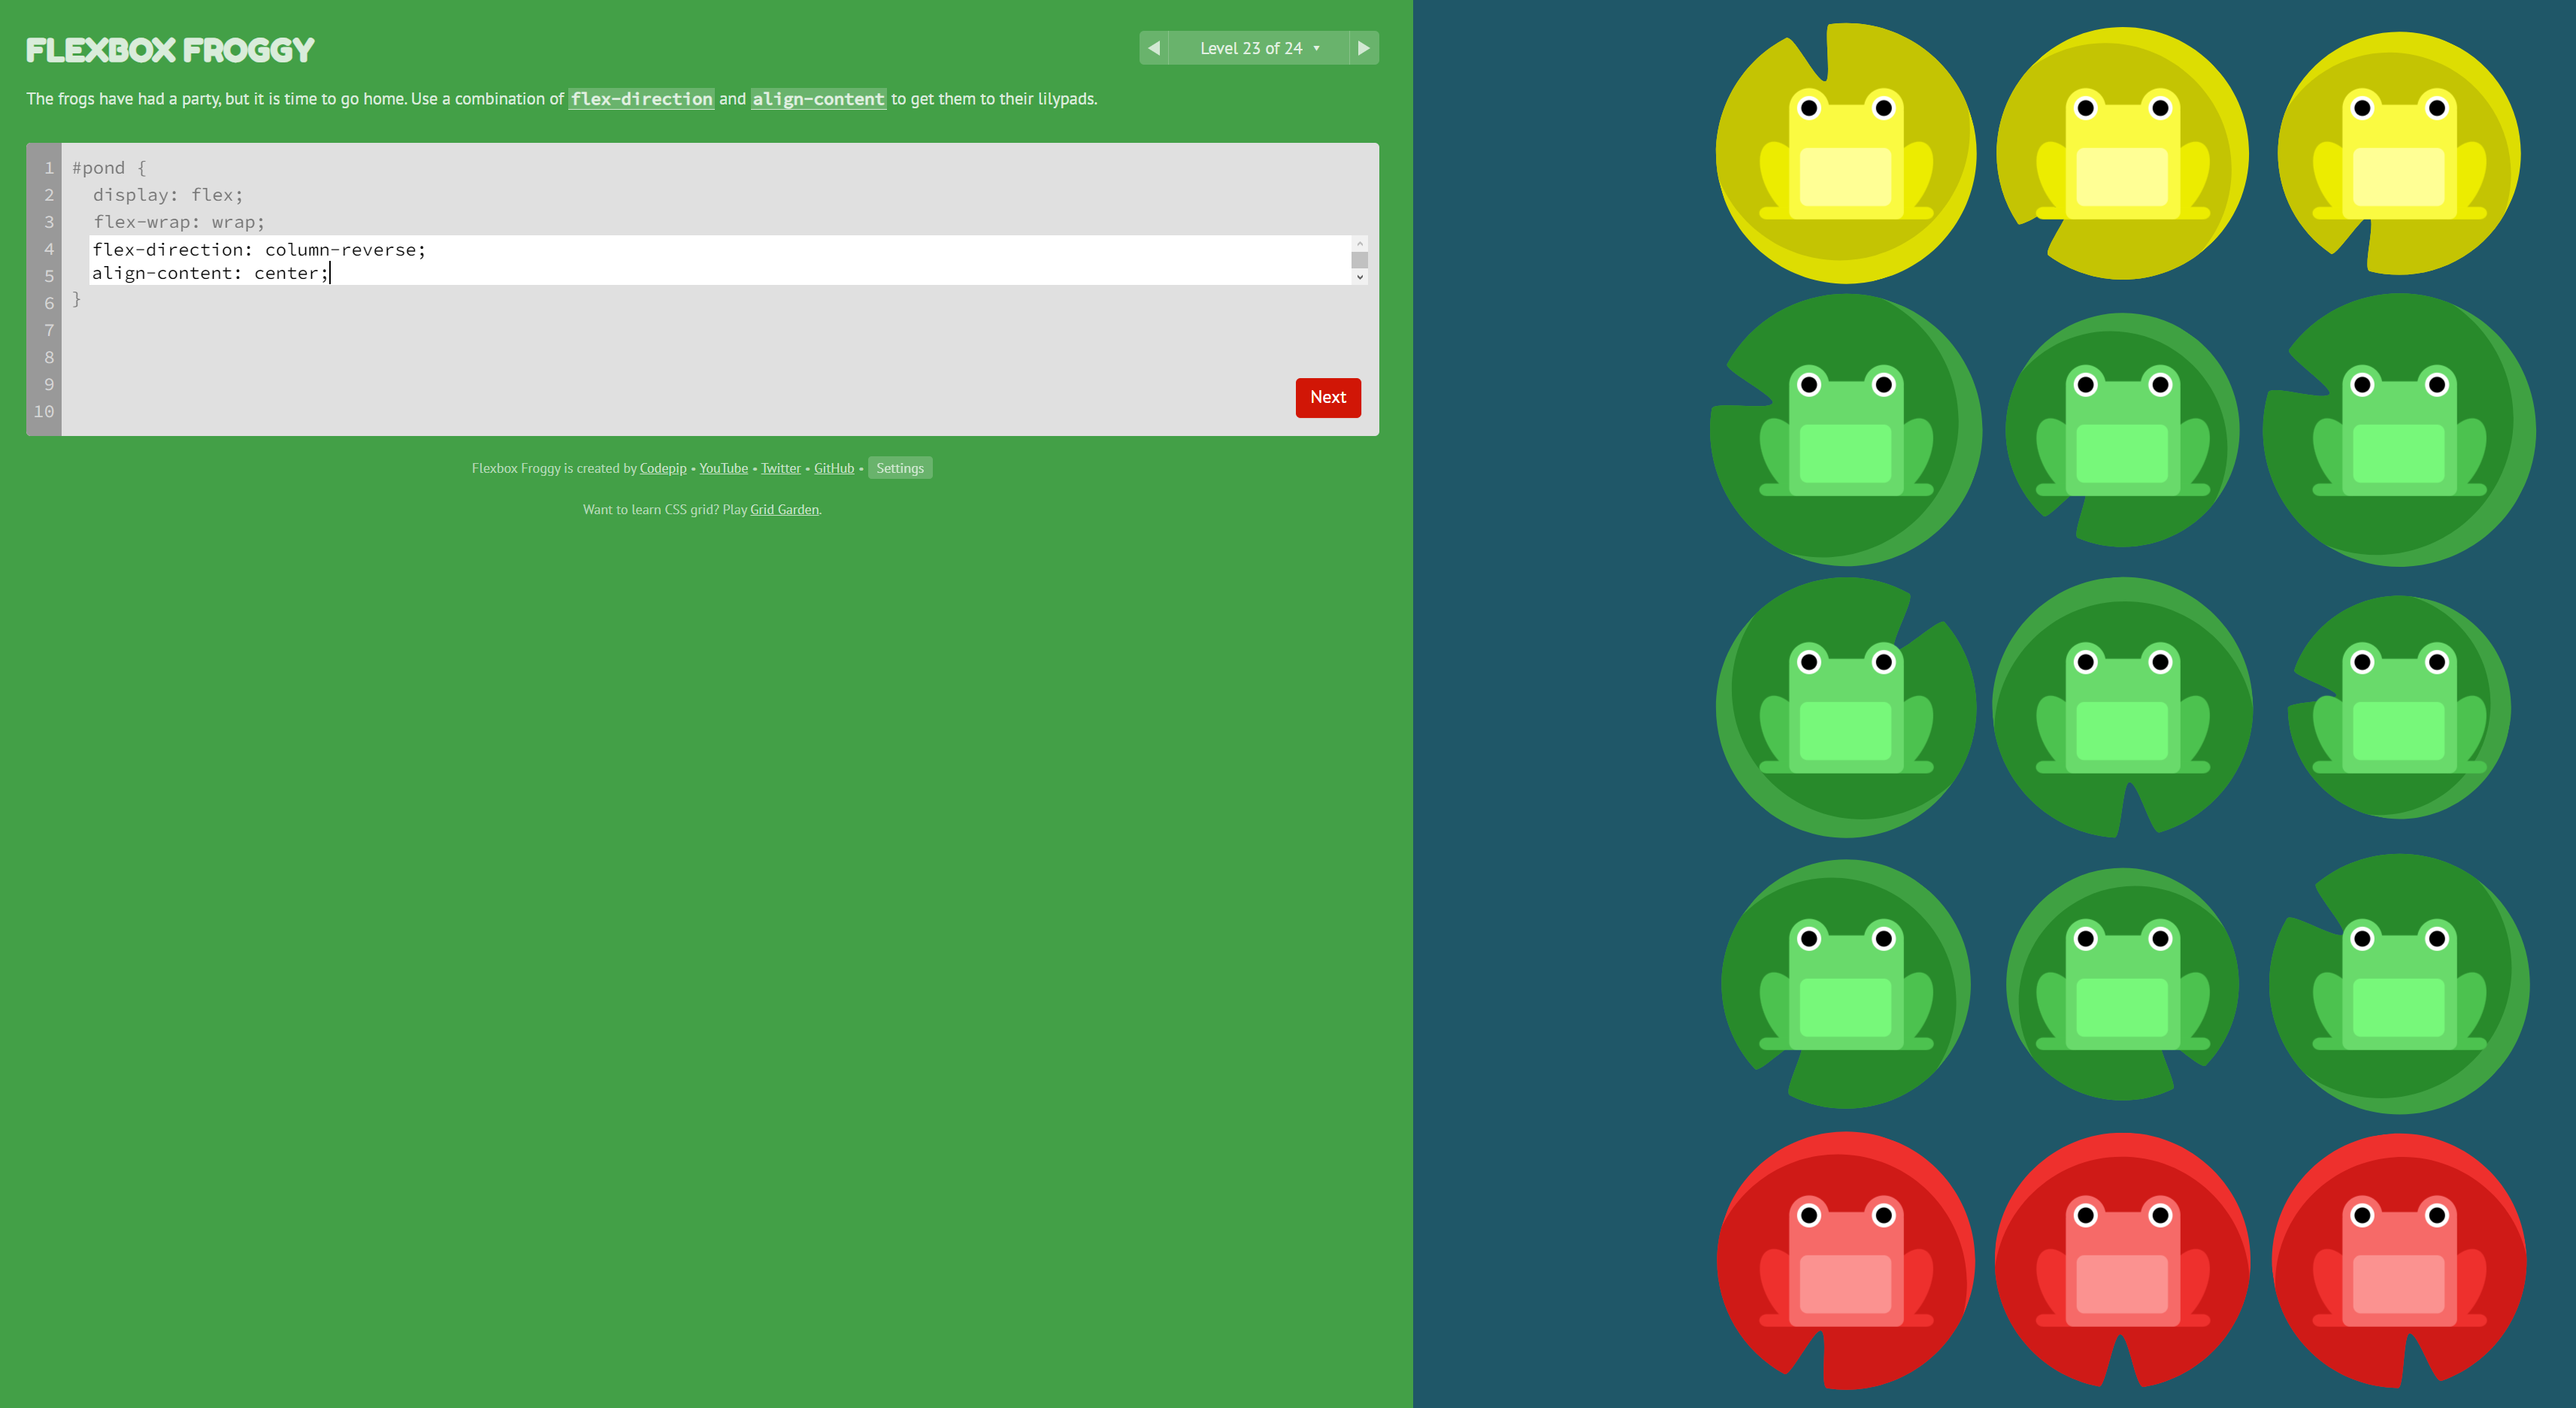 FLEXBOX FROGGY
Level 23 of 24
The frogs have had a party, but it is time to go home. Use a combination of flex-direction and align-content to get them to their lilypads.
1 #pond {
2 display: flex;
3 flex-wrap: wrap;
4 flex-direction: column-reverse;
5 align-content: center;
6 }
7
8
9
10
Next
Flexbox Froggy is created by Codepip • YouTube • Twitter • GitHub • Settings
Want to learn CSS grid? Play Grid Garden.